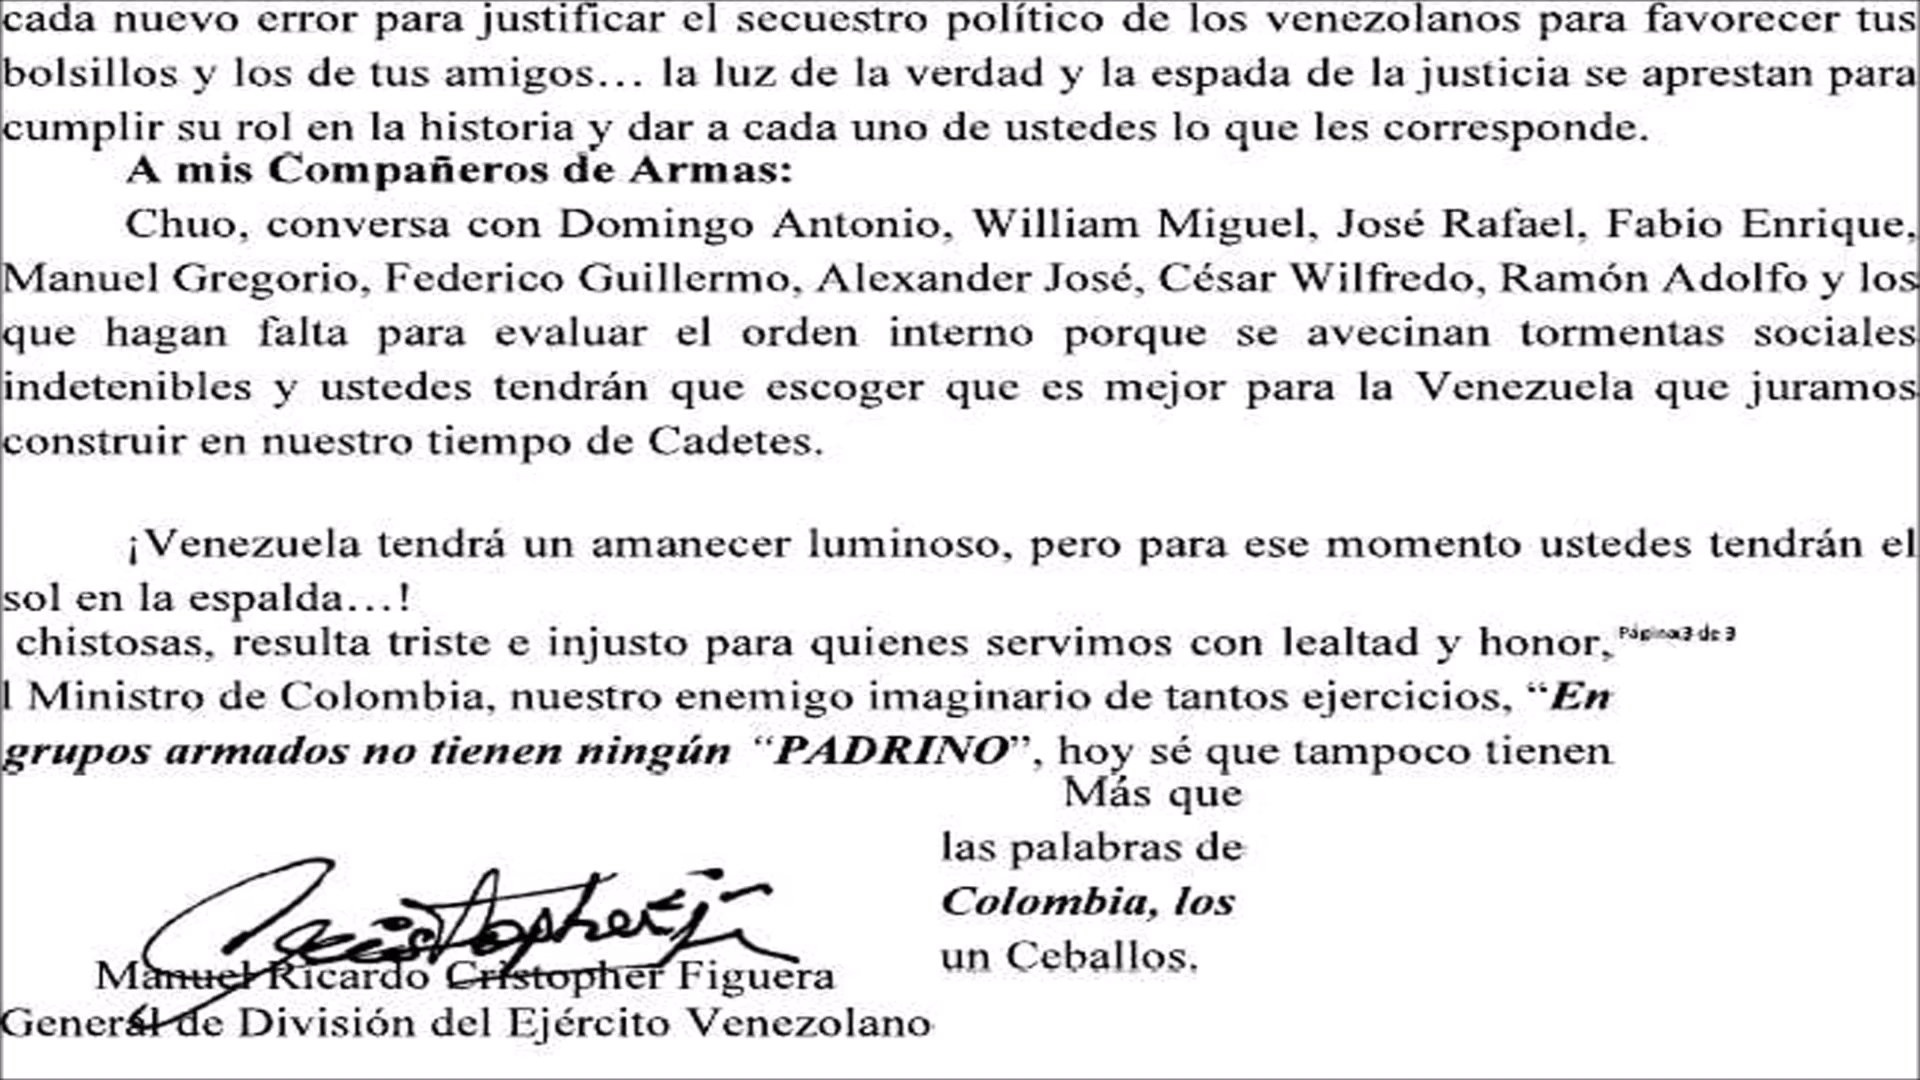 cada nuevo error para justificar el secuestro político de los venezolanos para favorecer tus
bolsillos y los de tus amigos... la luz de la verdad y la espada de la justicia se aprestan para
cumplir su rol en la historia y dar a cada uno de ustedes lo que les corresponde.
A mis Compañeros de Armas:
Chuo, conversa con Domingo Antonio, William Miguel, José Rafael, Fabio Enrique,
Manuel Gregorio, Federico Guillermo, Alexander José, César Wilfredo, Ramón Adolfo y los
que hagan falta para evaluar el orden interno porque se avecinan tormentas sociales
indetenibles y ustedes tendrán que escoger que es mejor para la Venezuela que juramos
construir en nuestro tiempo de Cadetes.
¡Venezuela tendrá un amanecer luminoso, pero para ese momento ustedes tendrán el
sol en la espalda...!
chistosas, resulta triste e injusto para quienes servimos con lealtad y honor,
Página 3 de 3
l Ministro de Colombia, nuestro enemigo imaginario de tantos ejercicios, “En
grupos armados no tienen ningún “PADRINO”, hoy sé que tampoco tienen
Más que
las palabras de
Colombia, los
un Ceballos.
Manuel Ricardo Cristopher Figuera
General de División del Ejército Venezolano